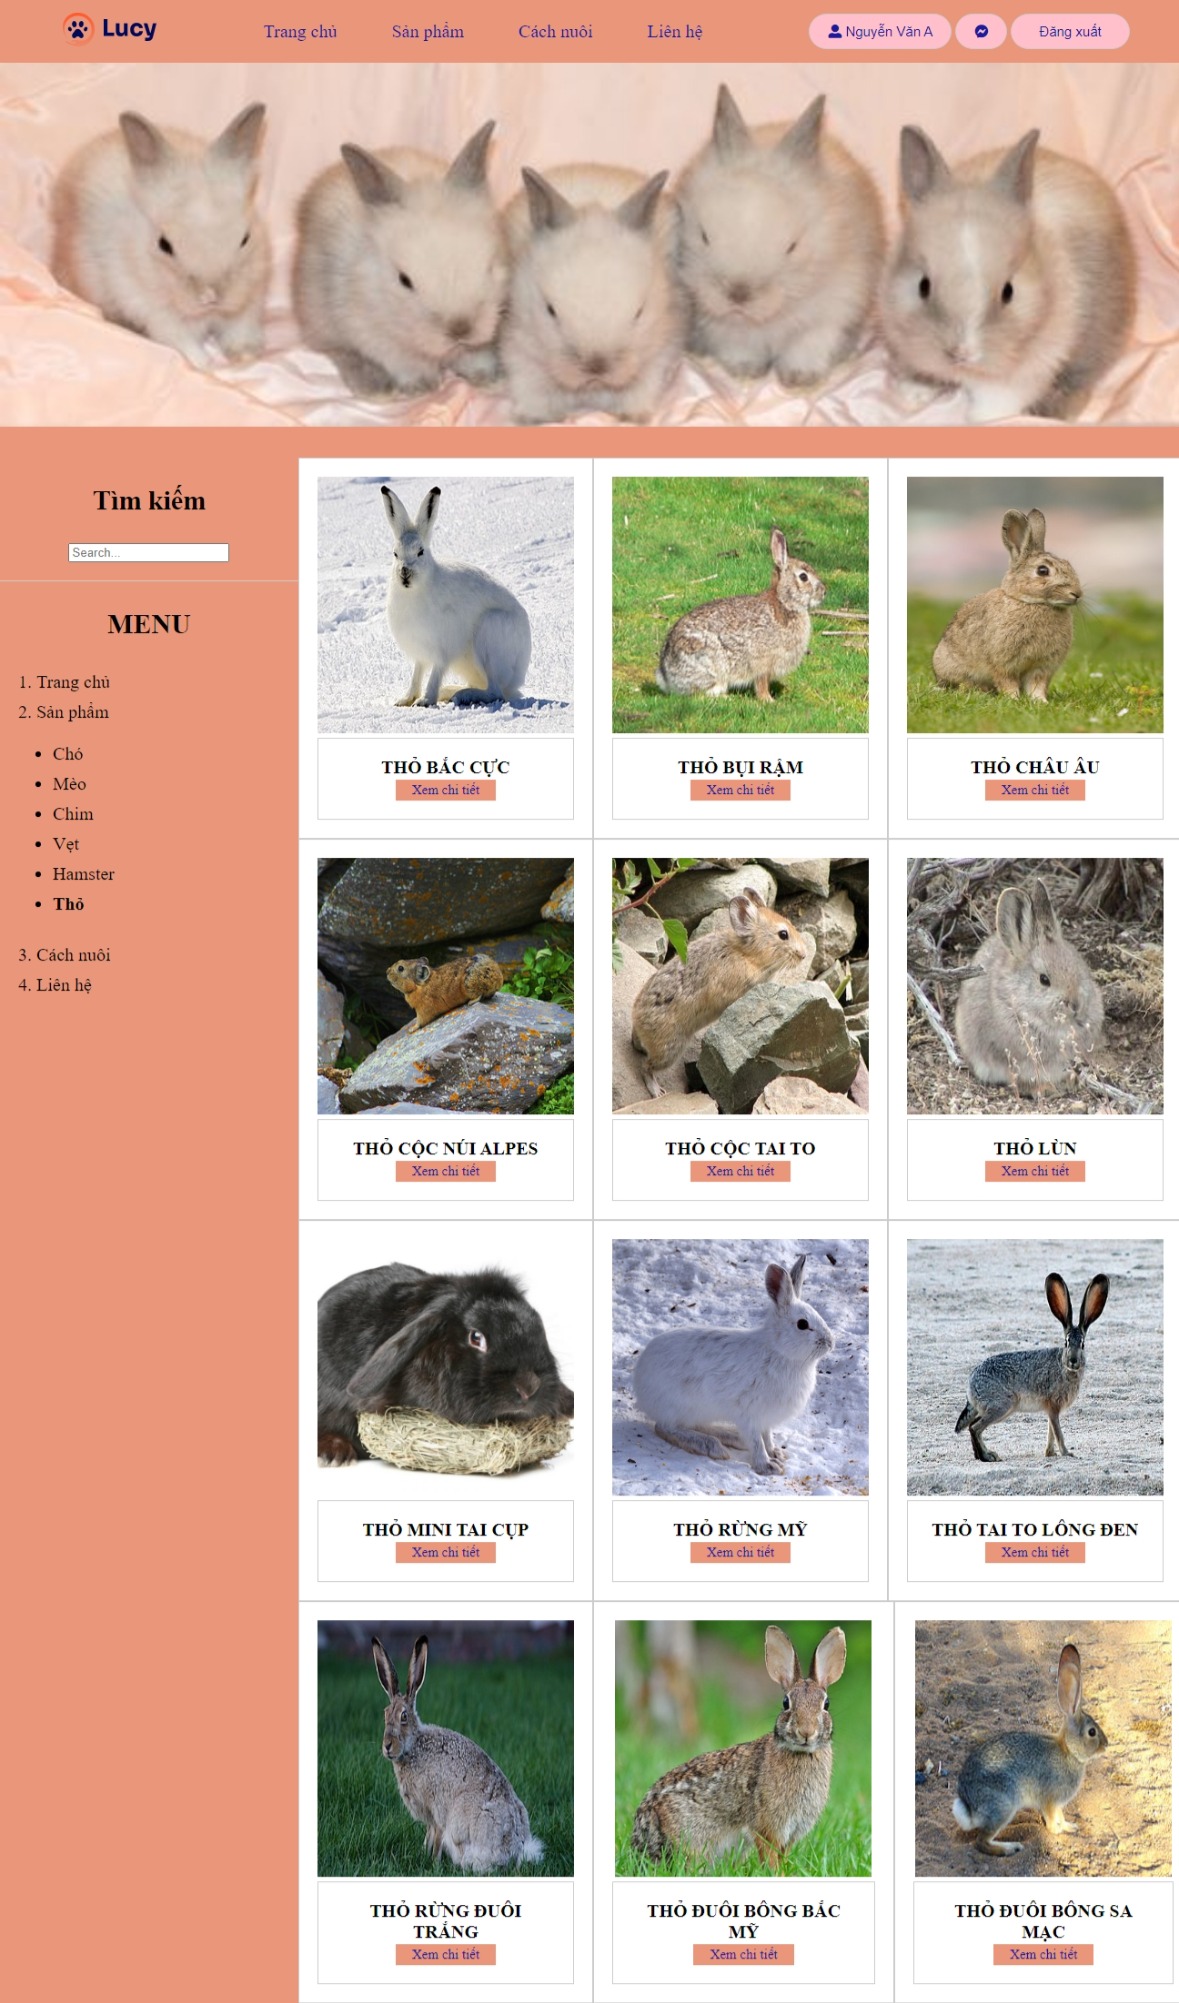 Lucy
Trang chủ
Sản phẩm
Cách nuôi
Liên hệ
Nguyễn Văn A
Đăng xuất
Tìm kiếm
Search...
MENU
1. Trang chủ
2. Sản phẩm
Chó
Mèo
Chim
Vẹt
Hamster
Thỏ
3. Cách nuôi
4. Liên hệ
THỎ BẮC CỰC
Xem chi tiết
THỎ BỤI RẬM
Xem chi tiết
THỎ CHÂU ÂU
Xem chi tiết
THỎ CỘC NÚI ALPES
Xem chi tiết
THỎ CỘC TAI TO
Xem chi tiết
THỎ LÙN
Xem chi tiết
THỎ MINI TAI CỤP
Xem chi tiết
THỎ RỪNG MỸ
Xem chi tiết
THỎ TAI TO LÔNG ĐEN
Xem chi tiết
THỎ RỪNG ĐUÔI
TRẮNG
Xem chi tiết
THỎ ĐUÔI BÔNG BẮC
MỸ
Xem chi tiết
THỎ ĐUÔI BÔNG SA
MẠC
Xem chi tiết